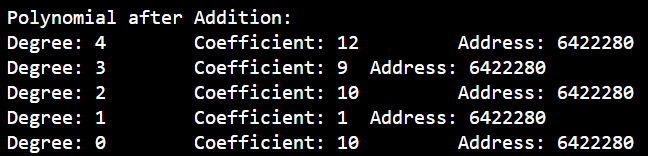 Polynomial after Addition:
Degree: 4 Coefficient: 12 Address: 6422280
Degree: 3 Coefficient: 9 Address: 6422280
Degree: 2 Coefficient: 10 Address: 6422280
Degree: 1 Coefficient: 1 Address: 6422280
Degree: 0 Coefficient: 10 Address: 6422280